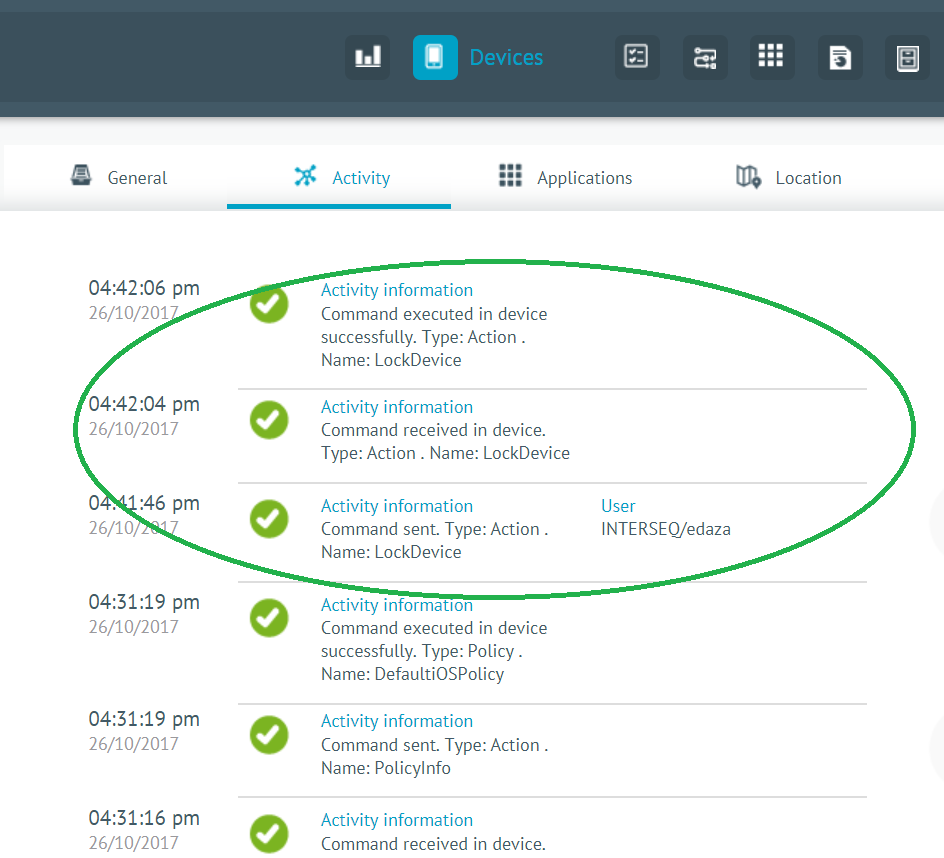 Devices
General
Activity
Applications
Location
04:42:06 pm
26/10/2017
Activity information
Command executed in device
successfully. Type: Action .
Name: LockDevice
04:42:04 pm
26/10/2017
Activity information
Command received in device.
Type: Action . Name: LockDevice
04:41:46 pm
26/10/2017
Activity information
Command sent. Type: Action .
Name: LockDevice
User
INTERSEQ/edaza
04:31:19 pm
26/10/2017
Activity information
Command executed in device
successfully. Type: Policy .
Name: DefaultiOSPolicy
04:31:19 pm
26/10/2017
Activity information
Command sent. Type: Action .
Name: PolicyInfo
04:31:16 pm
26/10/2017
Activity information
Command received in device.